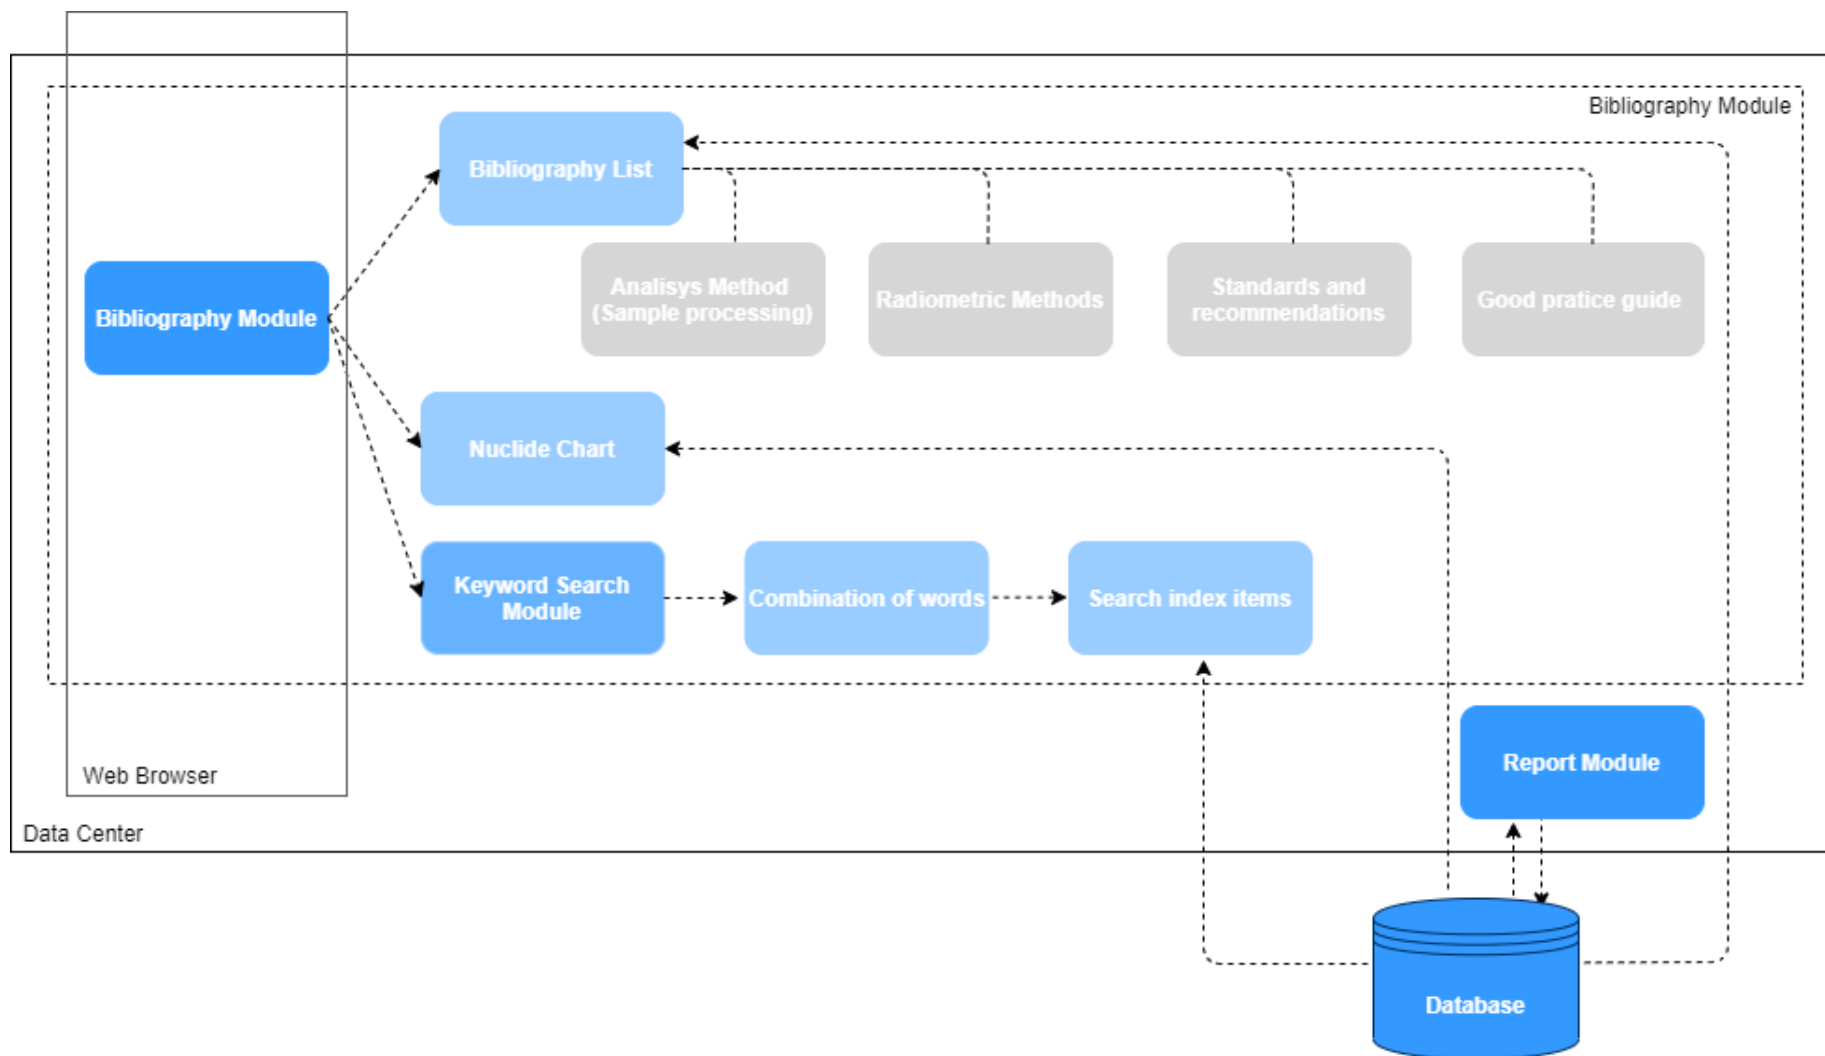 Bibliography Module
Bibliography List
Bibliography Module
Analisys Method
(Sample processing)
Radiometric Methods
Standards and
recommendations
Good pratice guide
Nuclide Chart
Keyword Search
Module
Combination of words
Search index items
Report Module
Web Browser
Data Center
Database